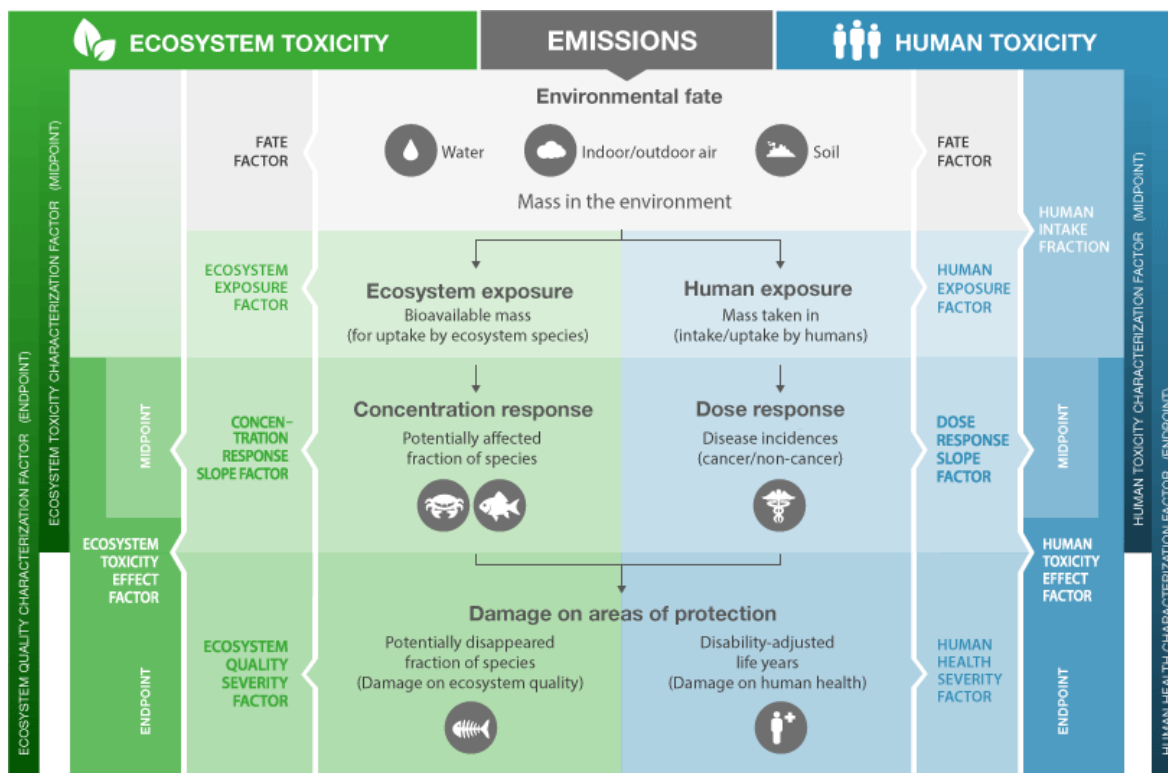 ECOSYSTEM TOXICITY
EMISSIONS
HUMAN TOXICITY
Environmental fate
FATE
FACTOR
Water
Indoor/outdoor air
Soil
FATE
FACTOR
Mass in the environment
HUMAN
INTAKE
FRACTION
ECOSYSTEM
EXPOSURE
FACTOR
Ecosystem exposure
Bioavailable mass
(for uptake by ecosystem species)
Human exposure
Mass taken in
(intake/uptake by humans)
HUMAN
EXPOSURE
FACTOR
MIDPOINT
CONCEN-
TRATION
RESPONSE
SLOPE FACTOR
Concentration response
Potentially affected
fraction of species
Dose response
Disease incidences
(cancer/non-cancer)
DOSE
RESPONSE
SLOPE
FACTOR
MIDPOINT
ECOSYSTEM
TOXICITY
EFFECT
FACTOR
HUMAN
TOXICITY
EFFECT
FACTOR
Damage on areas of protection
ENDPOINT
ECOSYSTEM
QUALITY
SEVERITY
FACTOR
Potentially disappeared
fraction of species
(Damage on ecosystem quality)
Disability-adjusted
life years
(Damage on human health)
HUMAN
HEALTH
SEVERITY
FACTOR
ENDPOINT
ECOSYSTEM QUALITY CHARACTERIZATION FACTOR (ENDPOINT)
ECOSYSTEM TOXICITY CHARACTERIZATION FACTOR (MIDPOINT)
HUMAN TOXICITY CHARACTERIZATION FACTOR (MIDPOINT)
HUMAN HEALTH CHARACTERIZATION FACTOR (ENDPOINT)